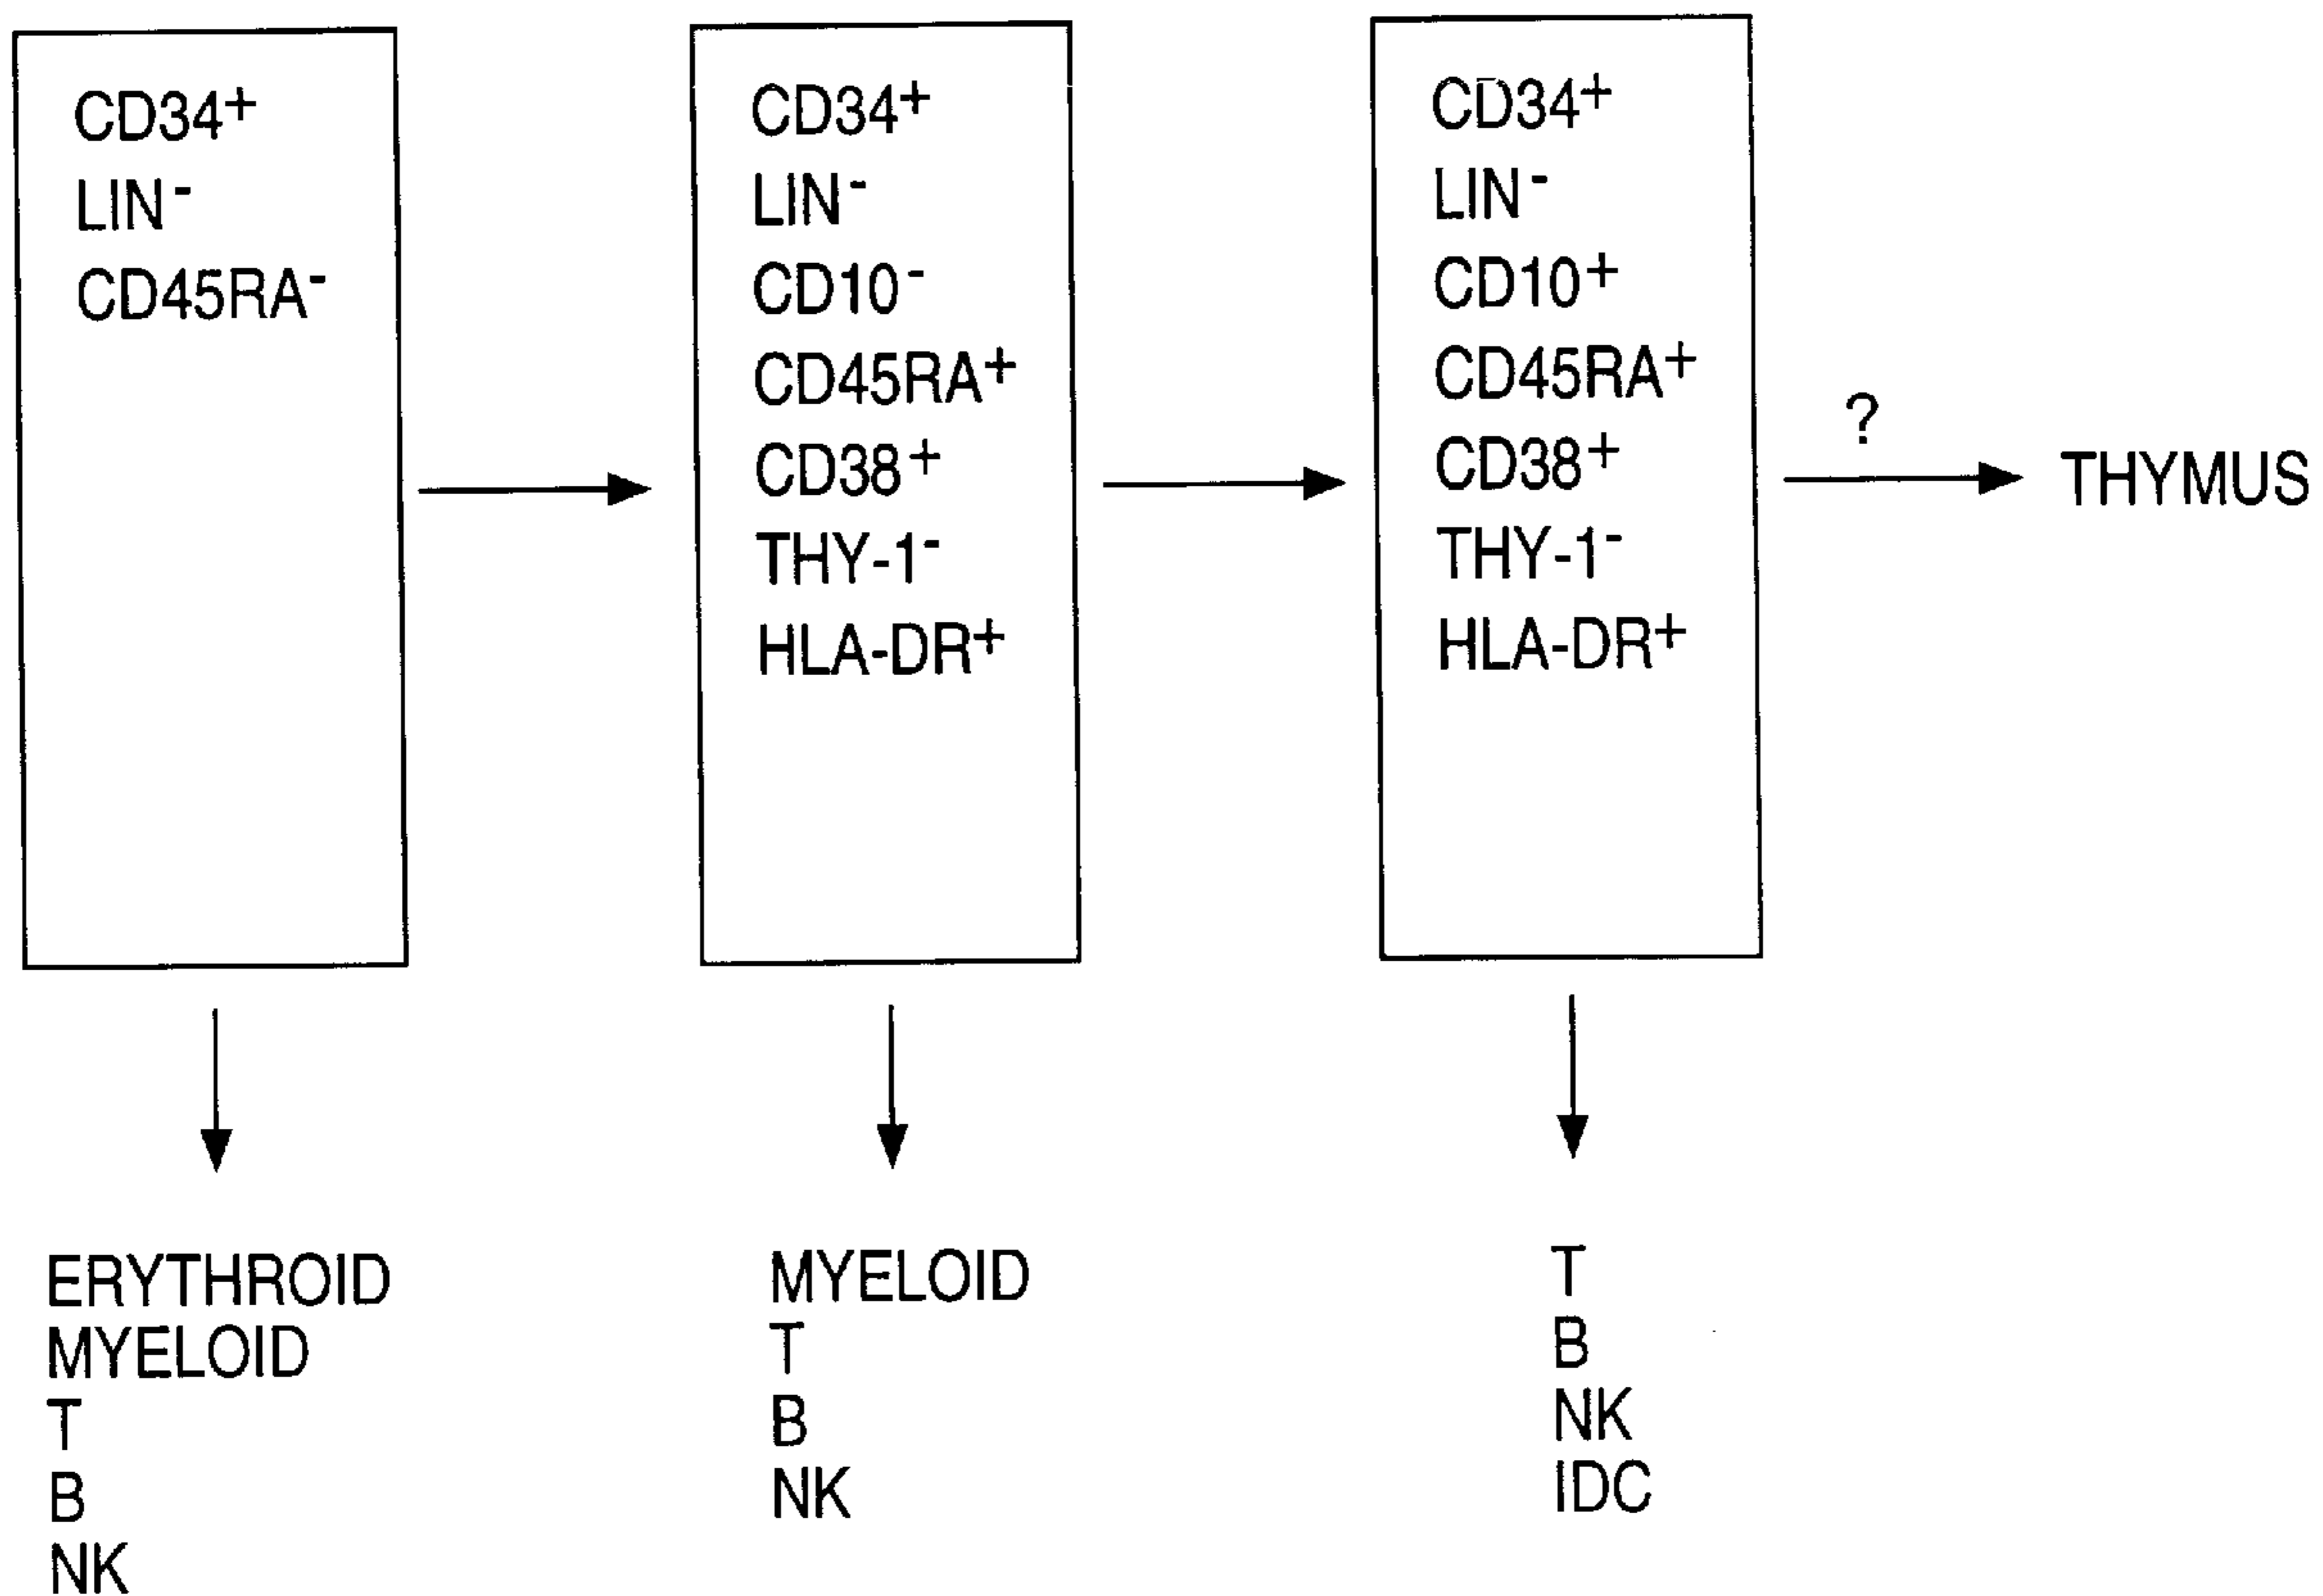 CD34+
LIN-
CD45RA-
CD34+
LIN-
CD10-
CD45RA+
CD38+
THY-1-
HLA-DR+
CD34+
LIN-
CD10+
CD45RA+
CD38+
THY-1-
HLA-DR+
?
THYMUS
ERYTHROID
MYELOID
T
B
NK
MYELOID
T
B
NK
T
B
NK
IDC